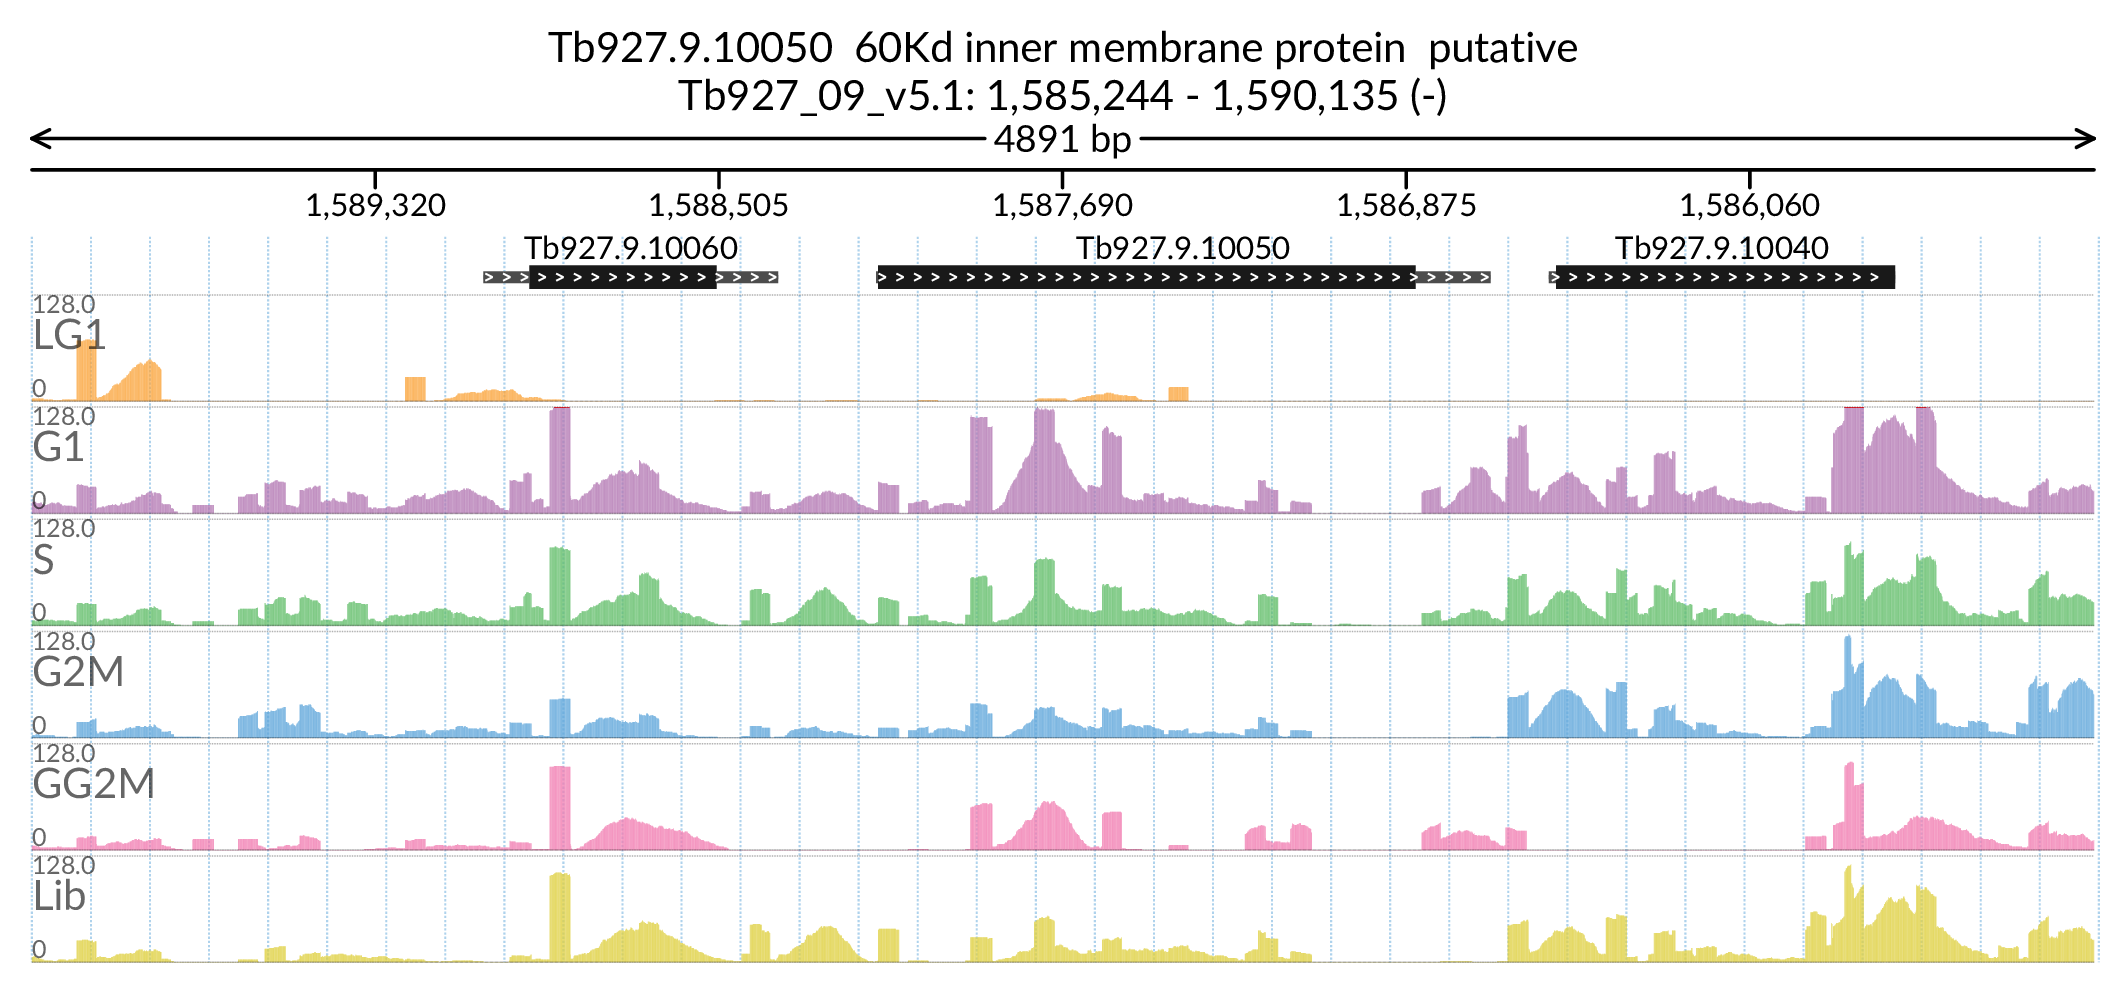 Tb927.9.10050  60Kd inner membrane protein  putative
Tb927_09_v5.1: 1,585,244 - 1,590,135 (-)
4891 bp
1,589,320 1,588,505 1,587,690 1,586,875 1,586,060
Tb927.9.10060 Tb927.9.10050 Tb927.9.10040
128.0
LG1
0
128.0
G1
0
128.0
S
0
128.0
G2M
0
128.0
GG2M
0
128.0
Lib
0